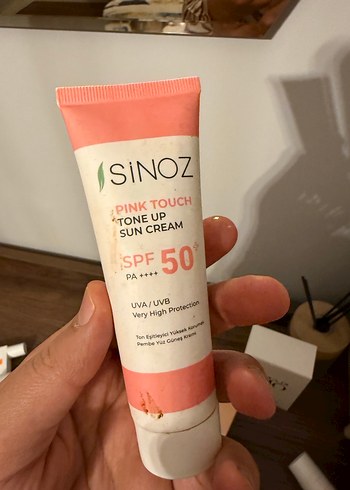 SiNOZ
PINK TOUCH
TONE UP
SUN CREAM
SPF 50+
PA ++++
UVA / UVB
Very High Protection
Ton Eşitleyici Yüksek Korumalı
Pembe Yüz Güneş Kremi